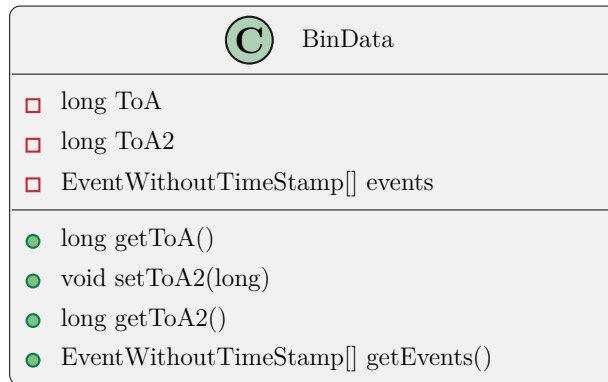 C BinData
long ToA
long ToA2
EventWithoutTimeStamp[] events
long getToA()
void setToA2(long)
long getToA2()
EventWithoutTimeStamp[] getEvents()